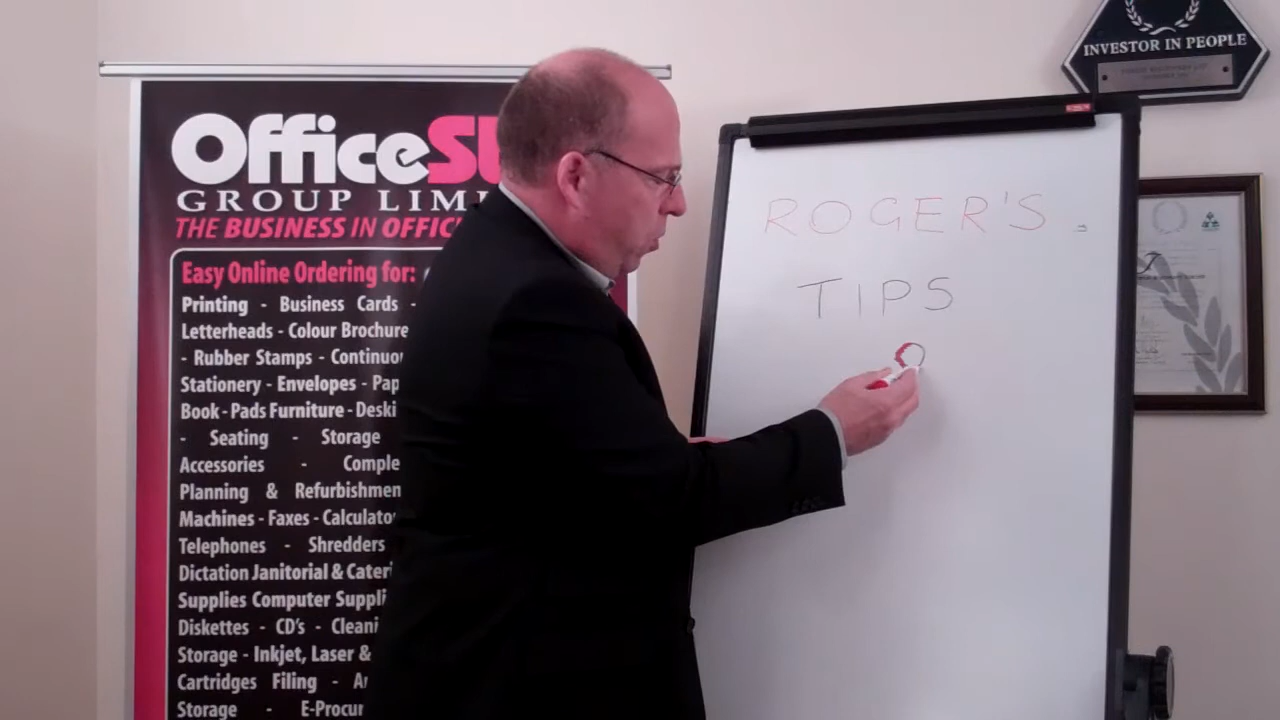 OfficeSU
GROUP LIMI
THE BUSINESS IN OFFIC
Easy Online Ordering for:
Printing - Business Cards -
Letterheads - Colour Brochure
- Rubber Stamps - Continuo
Stationery - Envelopes - Pap
Book - Pads Furniture - Deski
- Seating - Storage
Accessories - Comple
Planning & Refurbishmen
Machines - Faxes - Calculato
Telephones - Shredders
Dictation Janitorial & Cateri
Supplies Computer Suppli
Diskettes - CD's - Cleani
Storage - Inkjet, Laser &
Cartridges Filing - Ar
Storage - E-Procur
ROGER'S
TIPS
INVESTOR IN PEOPLE